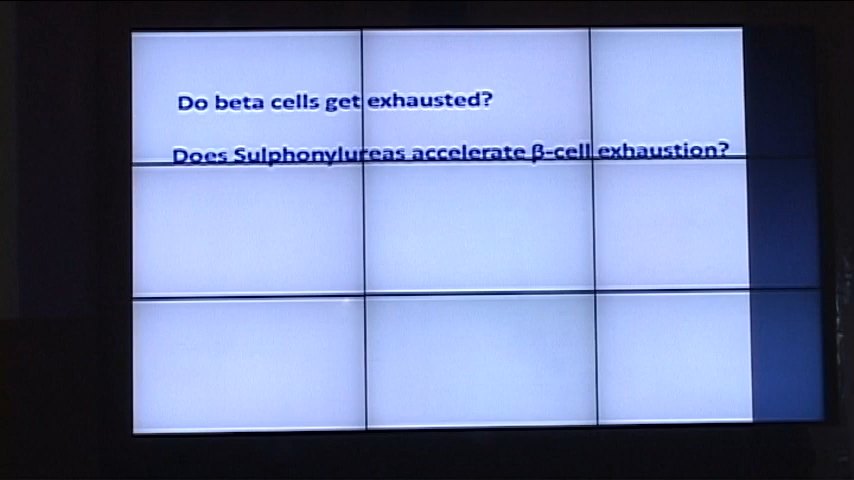 Do beta cells get exhausted?
Does Sulphonylureas accelerate β-cell exhaustion?